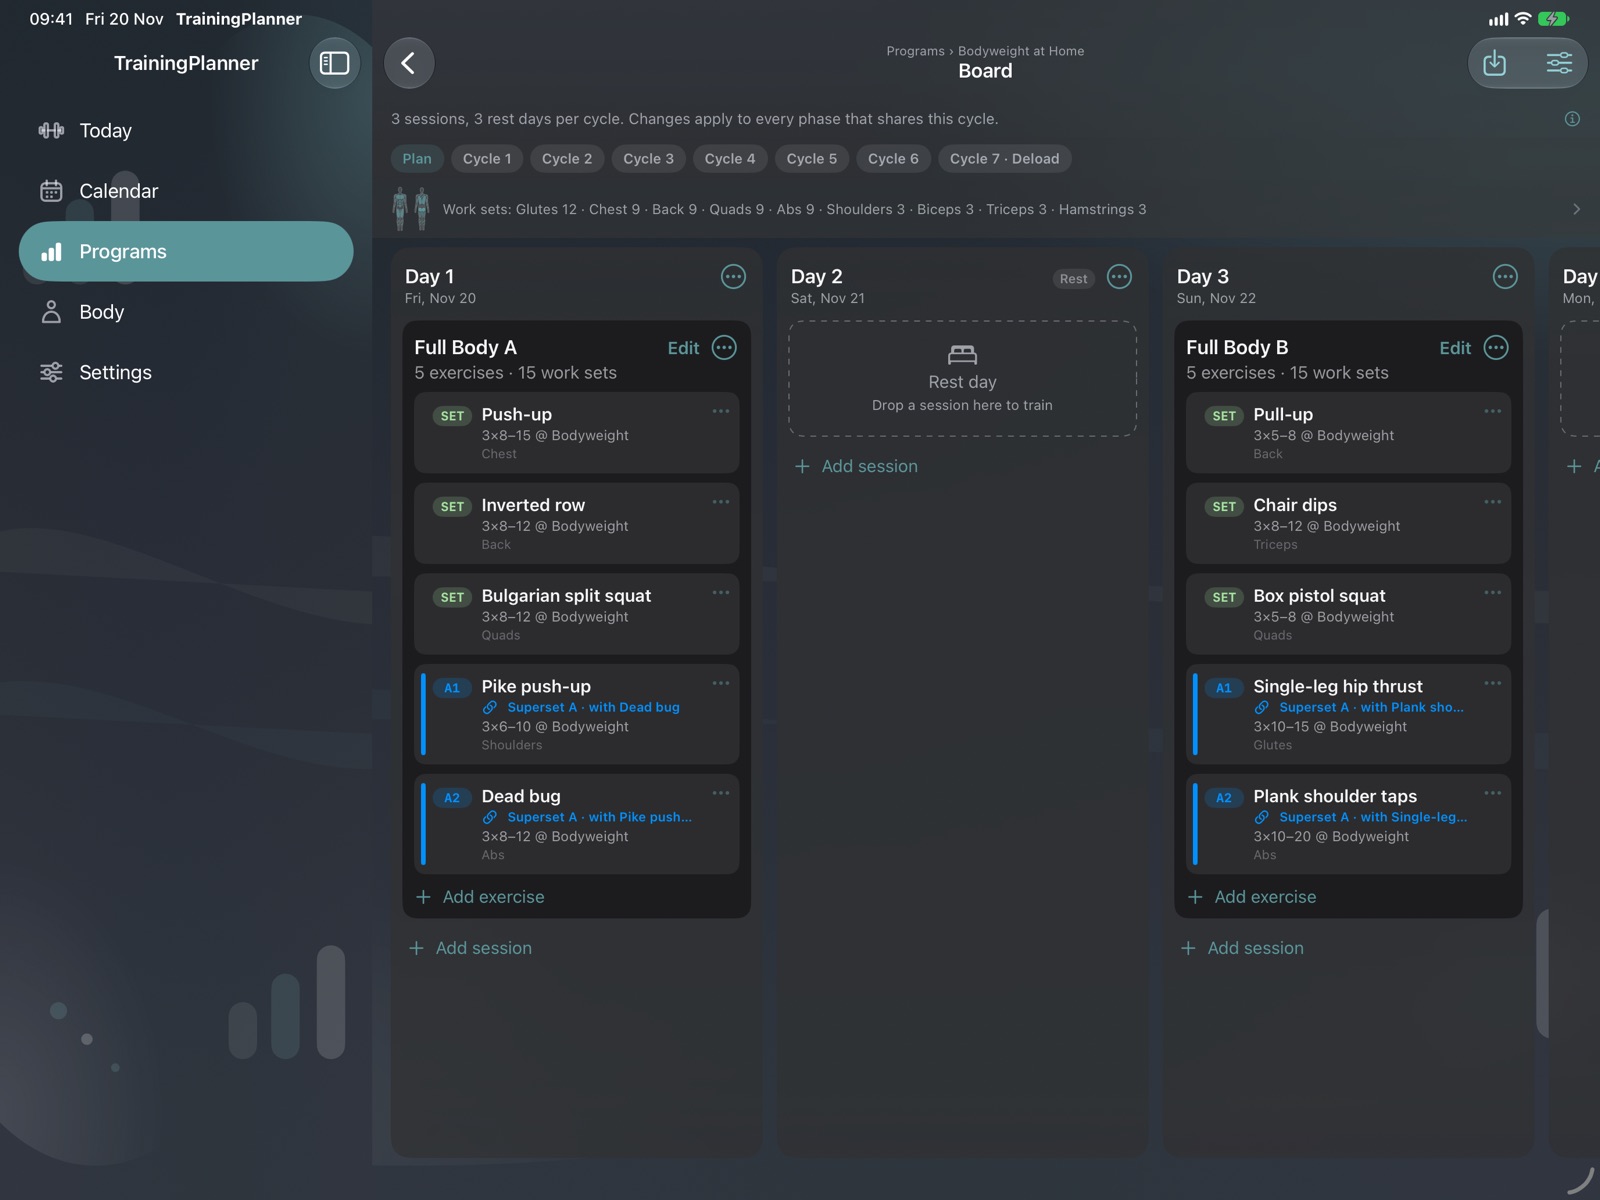 09:41 Fri 20 Nov TrainingPlanner
TrainingPlanner
Today
Calendar
Programs
Body
Settings
Programs › Bodyweight at Home
Board
3 sessions, 3 rest days per cycle. Changes apply to every phase that shares this cycle.
Plan
Cycle 1
Cycle 2
Cycle 3
Cycle 4
Cycle 5
Cycle 6
Cycle 7 · Deload
Work sets: Glutes 12 · Chest 9 · Back 9 · Quads 9 · Abs 9 · Shoulders 3 · Biceps 3 · Triceps 3 · Hamstrings 3
Day 1
Fri, Nov 20
Full Body A
Edit
5 exercises · 15 work sets
SET Push-up
3×8–15 @ Bodyweight
Chest
SET Inverted row
3×8–12 @ Bodyweight
Back
SET Bulgarian split squat
3×8–12 @ Bodyweight
Quads
A1 Pike push-up
Superset A · with Dead bug
3×6–10 @ Bodyweight
Shoulders
A2 Dead bug
Superset A · with Pike push...
3×8–12 @ Bodyweight
Abs
+ Add exercise
+ Add session
Day 2
Rest
Sat, Nov 21
Rest day
Drop a session here to train
+ Add session
Day 3
Sun, Nov 22
Full Body B
Edit
5 exercises · 15 work sets
SET Pull-up
3×5–8 @ Bodyweight
Back
SET Chair dips
3×8–12 @ Bodyweight
Triceps
SET Box pistol squat
3×5–8 @ Bodyweight
Quads
A1 Single-leg hip thrust
Superset A · with Plank sho...
3×10–15 @ Bodyweight
Glutes
A2 Plank shoulder taps
Superset A · with Single-leg...
3×10–20 @ Bodyweight
Abs
+ Add exercise
+ Add session
Day
Mon,
+